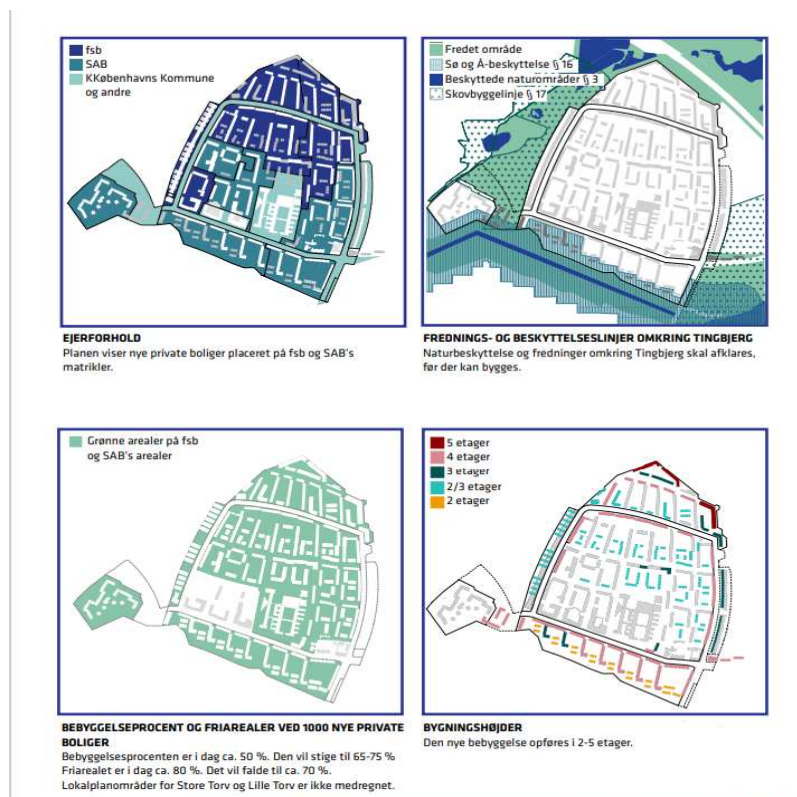 fsb
SAB
KKøbenhavns Kommune
og andre
EJERFORHOLD
Planen viser nye private boliger placeret på fsb og SAB's
matrikler.
Fredet område
Sø og Å-beskyttelse § 16
Beskyttede naturområder § 3
Skovbyggelinje § 17
FREDNINGS- OG BESKYTTELSESLINJER OMKRING TINGBJERG
Naturbeskyttelse og fredninger omkring Tingbjerg skal afklares,
før der kan bygges.
Grønne arealer på fsb
og SAB's arealer
BEBYGGELSEPROCENT OG FRIAREALER VED 1000 NYE PRIVATE
BOLIGER
Bebyggelsesprocenten er i dag ca. 50 %. Den vil stige til 65-75 %
Friarealet er i dag ca. 80 %. Det vil falde til ca. 70 %.
Lokalplanområder for Store Torv og Lille Torv er ikke medregnet.
5 etager
4 etager
3 etager
2/3 etager
2 etager
BYGNINGSHØJDER
Den nye bebyggelse opføres i 2-5 etager.